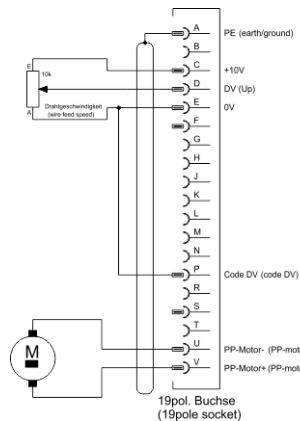 A PE (earth/ground)
B
C +10V
D DV (Up)
E 0V
F
G
H
J
K
L
M
N
P Code DV (code DV)
R
S
T
U PP-Motor- (PP-mot
V PP-Motor+ (PP-mot
E
10k
A
Drahtgeschwindigkeit
(wire feed speed)
M
19pol. Buchse
(19pole socket)